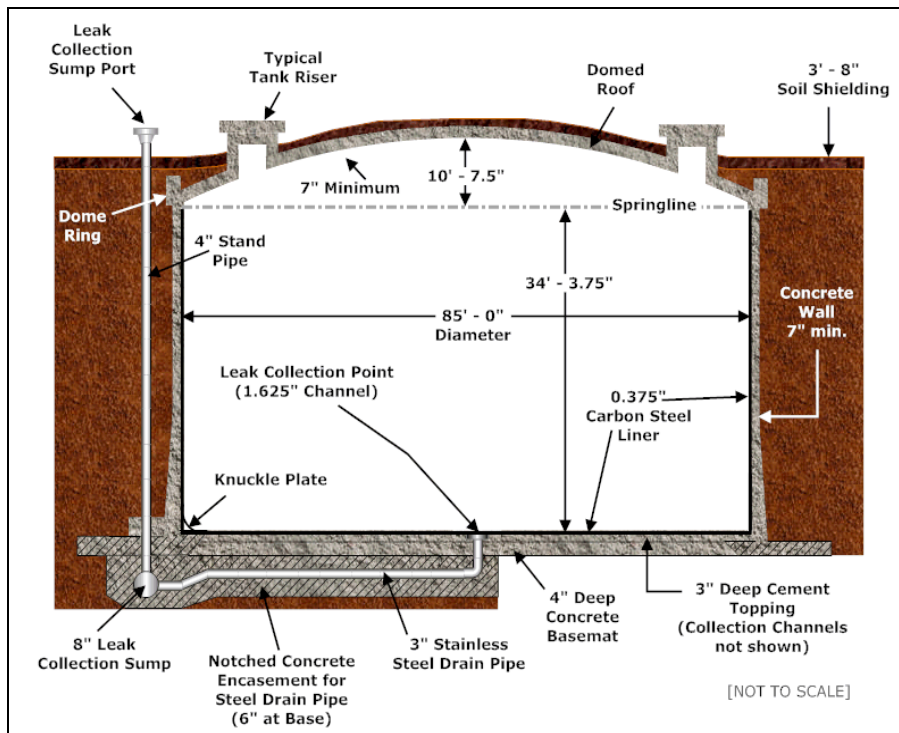 Leak
Collection
Sump Port
Typical
Tank Riser
Domed
Roof
3' - 8"
Soil Shielding
7" Minimum
10' - 7.5"
Springline
Dome
Ring
4" Stand
Pipe
34' - 3.75"
85' - 0"
Diameter
Concrete
Wall
7" min.
Leak Collection Point
(1.625" Channel)
0.375"
Carbon Steel
Liner
Knuckle Plate
8" Leak
Collection Sump
Notched Concrete
Encasement for
Steel Drain Pipe
(6" at Base)
3" Stainless
Steel Drain Pipe
4" Deep
Concrete
Basemat
3" Deep Cement
Topping
(Collection Channels
not shown)
[NOT TO SCALE]